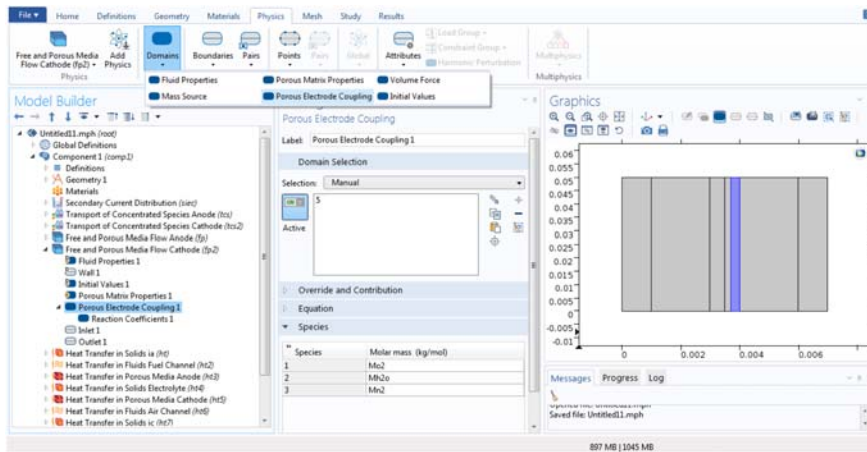 File Home Definitions Geometry Materials Physics Mesh Study Results
Free and Porous Media Flow Cathode (fp2)
Add Physics
Domains
Boundaries
Pairs
Points
Pairs
Global
Attributes
Load Group
Constraint Group
Harmonic Perturbation
Multiphysics
Physics
Multiphysics
Fluid Properties Porous Matrix Properties Volume Force
Mass Source Porous Electrode Coupling Initial Values
Model Builder
Untitled11.mph (root)
Global Definitions
Component 1 (comp1)
Definitions
Geometry 1
Materials
Secondary Current Distribution (siec)
Transport of Concentrated Species Anode (tcs)
Transport of Concentrated Species Cathode (tcs2)
Free and Porous Media Flow Anode (fp)
Free and Porous Media Flow Cathode (fp2)
Fluid Properties 1
Wall 1
Initial Values 1
Porous Matrix Properties 1
Porous Electrode Coupling 1
Reaction Coefficients 1
Inlet 1
Outlet 1
Heat Transfer in Solids ia (ht)
Heat Transfer in Fluids Fuel Channel (ht2)
Heat Transfer in Porous Media Anode (ht3)
Heat Transfer in Solids Electrolyte (ht4)
Heat Transfer in Porous Media Cathode (ht5)
Heat Transfer in Fluids Air Channel (ht6)
Heat Transfer in Solids ic (ht7)
Porous Electrode Coupling
Label: Porous Electrode Coupling 1
Domain Selection
Selection: Manual
5
Active
Override and Contribution
Equation
Species
Species Molar mass (kg/mol)
1 Mo2
2 Mh2o
3 Mn2
Graphics
0.06
0.055
0.05
0.045
0.04
0.035
0.03
0.025
0.02
0.015
0.01
0.005
0
-0.005
-0.01
0 0.002 0.004 0.006
Messages Progress Log
Opened file: Untitled11.mph
Saved file: Untitled11.mph
897 MB | 1045 MB